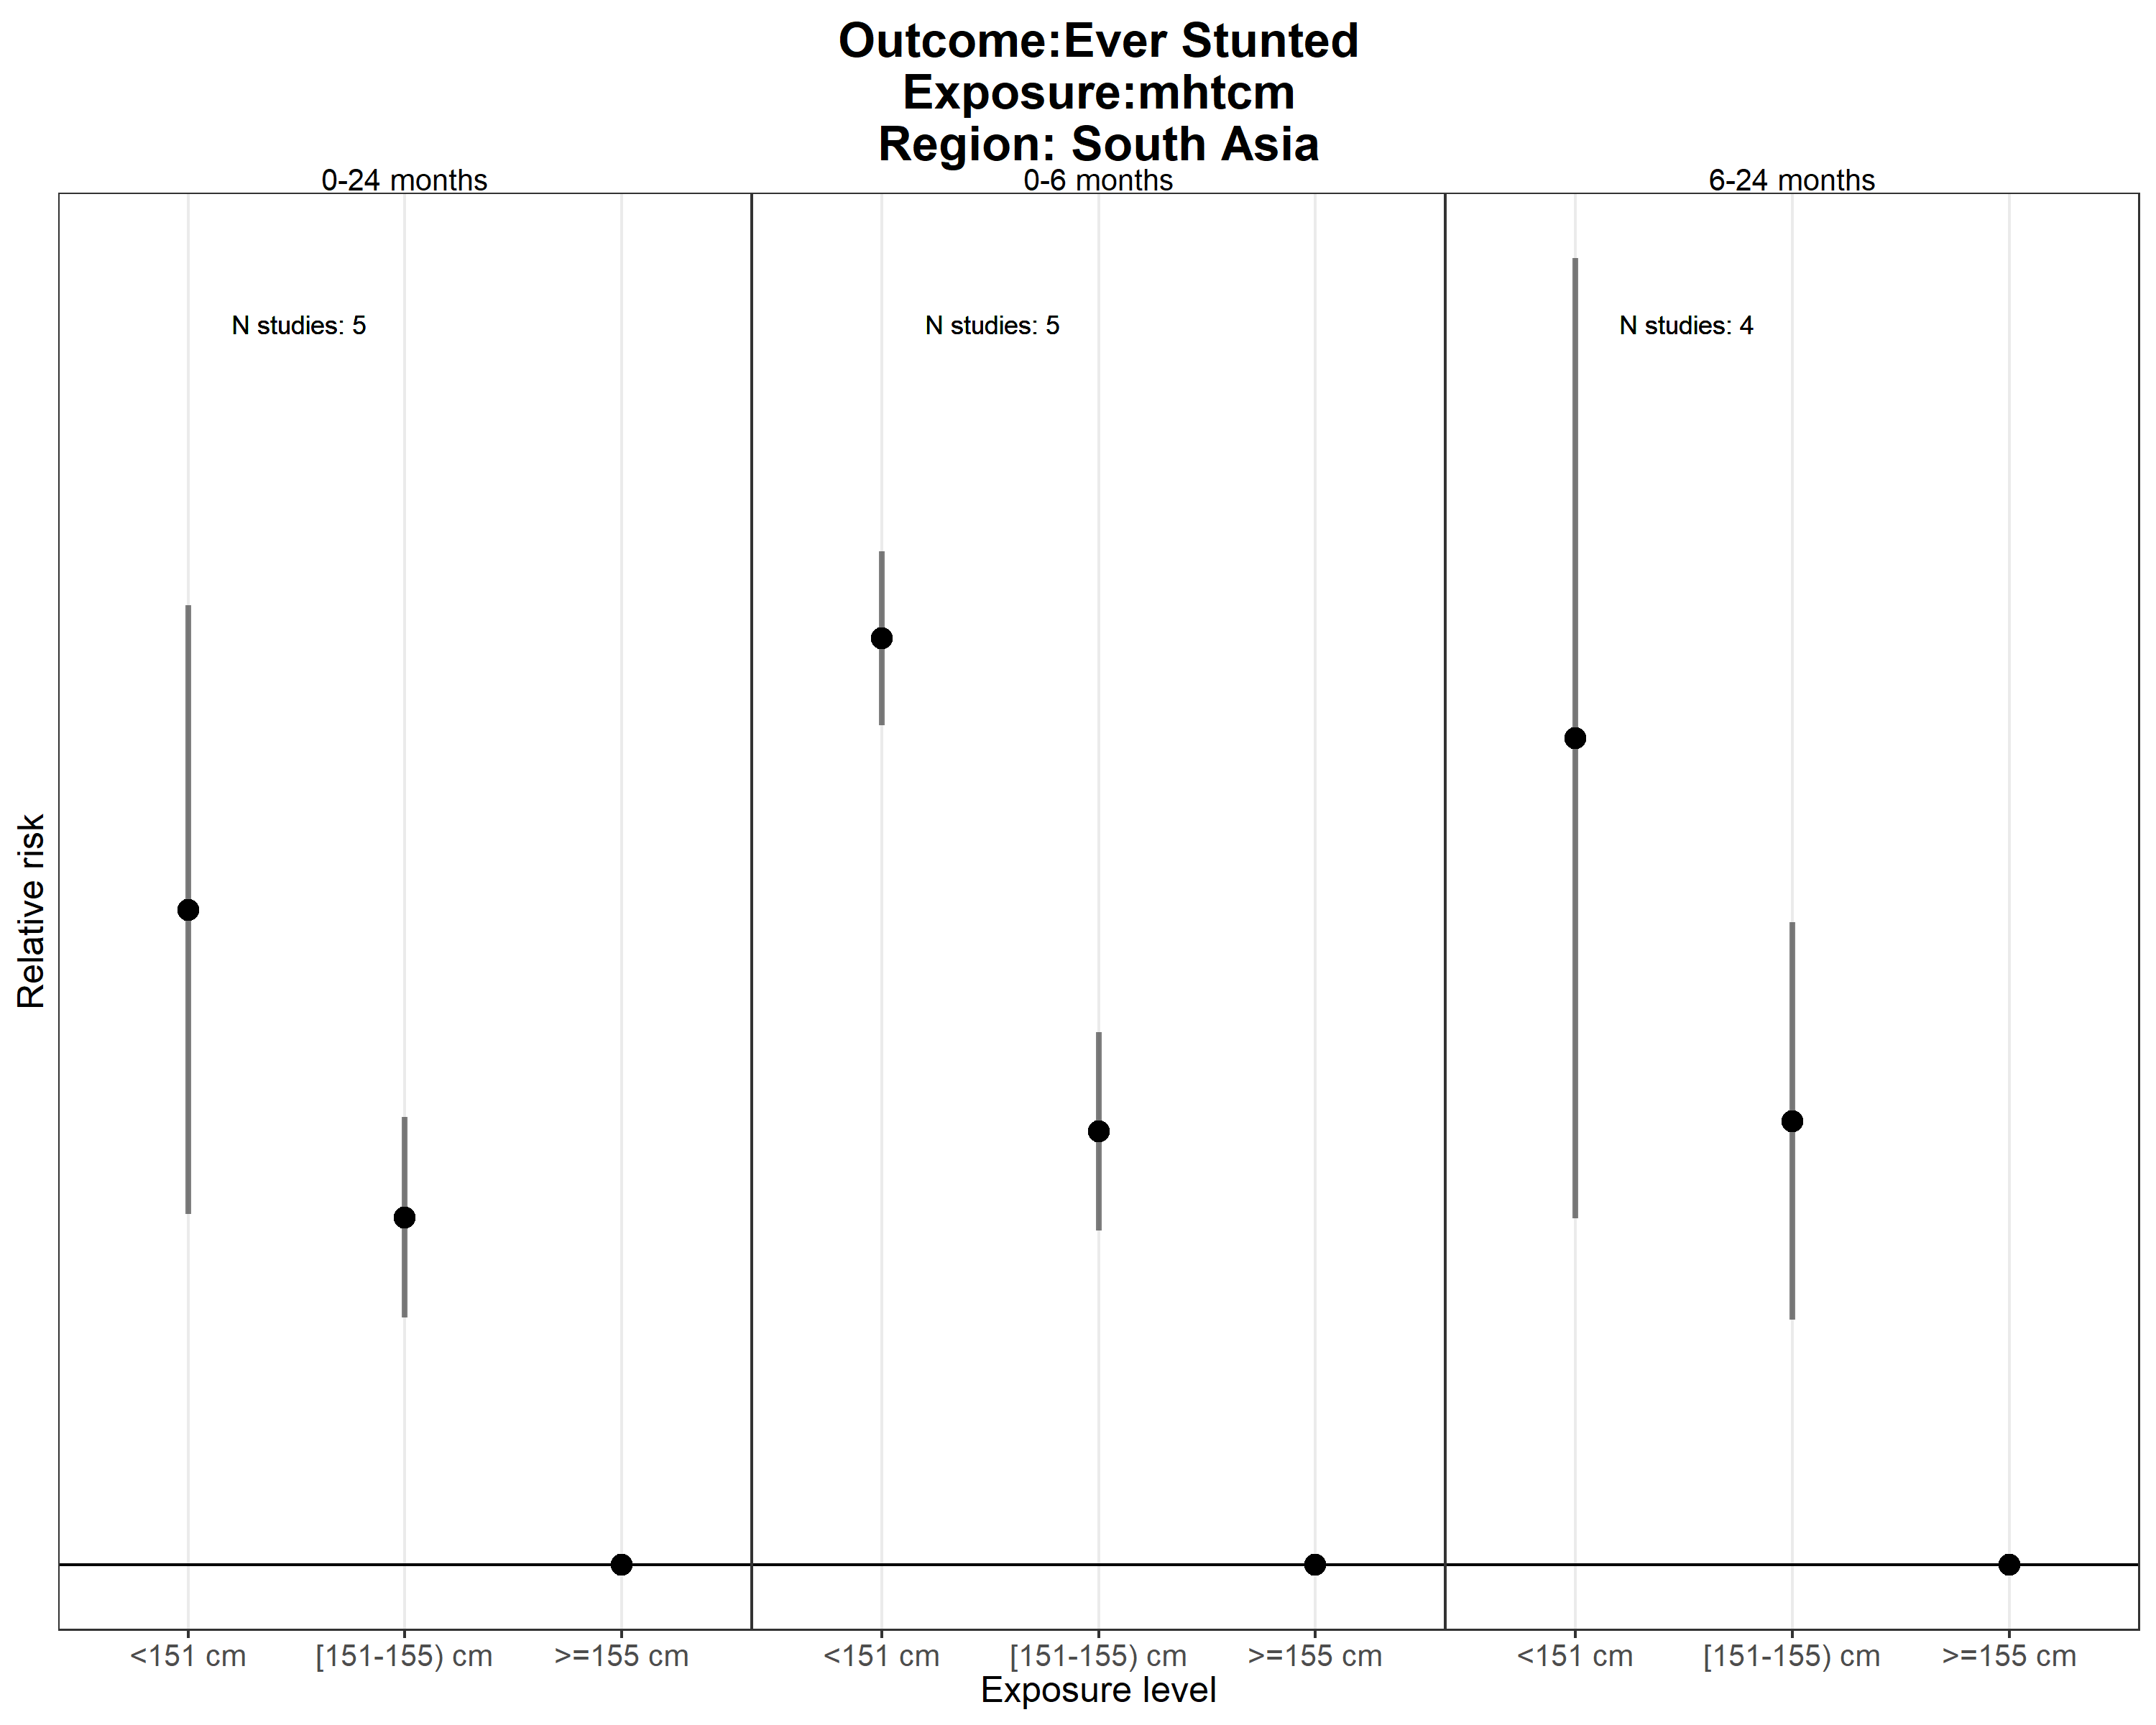 Outcome:Ever Stunted
Exposure:mhtcm
Region: South Asia
0-24 months
0-6 months
6-24 months
N studies: 5
N studies: 5
N studies: 4
Relative risk
<151 cm
[151-155) cm
>=155 cm
<151 cm
[151-155) cm
>=155 cm
<151 cm
[151-155) cm
>=155 cm
Exposure level